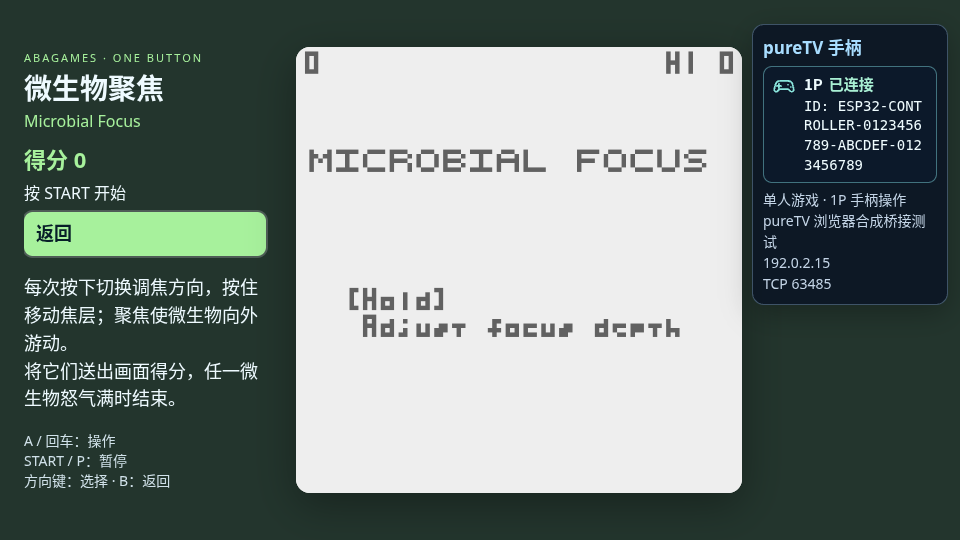 ABAGAMES · ONE BUTTON
微生物聚焦
Microbial Focus
得分 0
按 START 开始
返回
每次按下切换调焦方向，按住
移动焦层；聚焦使微生物向外
游动。
将它们送出画面得分，任一微
生物怒气满时结束。
A / 回车：操作
START / P：暂停
方向键：选择 · B：返回
0
HI 0
MICROBIAL FOCUS
[Hold]
Adjust focus depth
pureTV 手柄
1P 已连接
ID: ESP32-CONT
ROLLER-0123456
789-ABCDEF-012
3456789
单人游戏 · 1P 手柄操作
pureTV 浏览器合成桥接测
试
192.0.2.15
TCP 63485